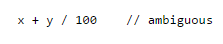 x + y / 100    // ambiguous